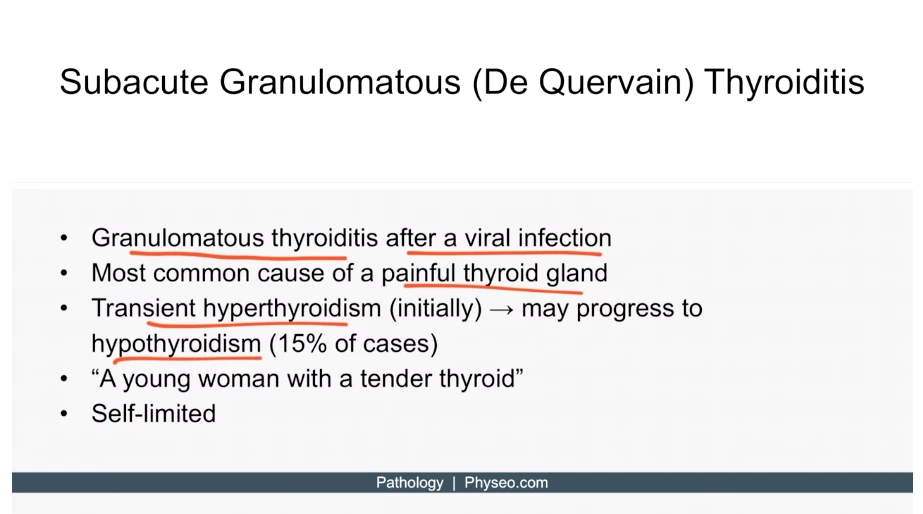 Subacute Granulomatous (De Quervain) Thyroiditis
• Granulomatous thyroiditis after a viral infection
• Most common cause of a painful thyroid gland
• Transient hyperthyroidism (initially) → may progress to
hypothyroidism (15% of cases)
• “A young woman with a tender thyroid”
• Self-limited
Pathology | Physeo.com